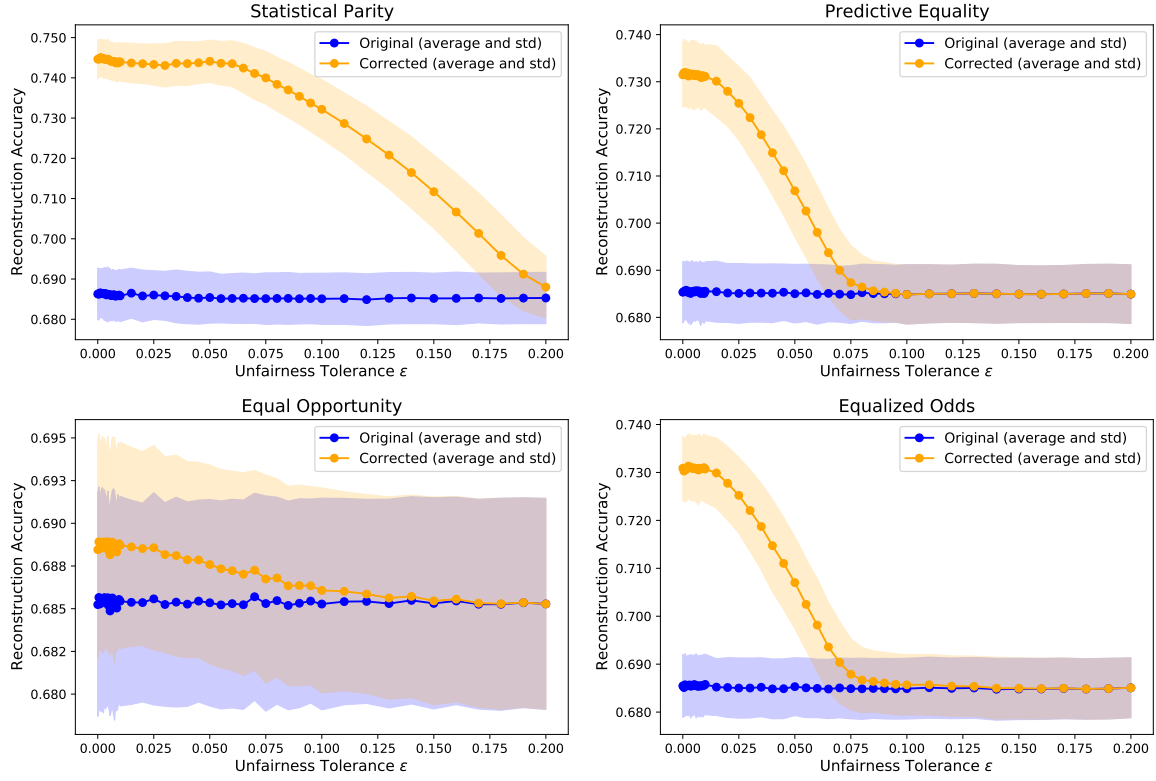 Statistical Parity
0.750
0.740
0.730
0.720
0.710
0.700
0.690
0.680
Reconstruction Accuracy
Original (average and std)
Corrected (average and std)
0.000 0.025 0.050 0.075 0.100 0.125 0.150 0.175 0.200
Unfairness Tolerance ε
Predictive Equality
0.740
0.730
0.720
0.710
0.700
0.690
0.680
Reconstruction Accuracy
Original (average and std)
Corrected (average and std)
0.000 0.025 0.050 0.075 0.100 0.125 0.150 0.175 0.200
Unfairness Tolerance ε
Equal Opportunity
0.695
0.693
0.690
0.688
0.685
0.682
0.680
Reconstruction Accuracy
Original (average and std)
Corrected (average and std)
0.000 0.025 0.050 0.075 0.100 0.125 0.150 0.175 0.200
Unfairness Tolerance ε
Equalized Odds
0.740
0.730
0.720
0.710
0.700
0.690
0.680
Reconstruction Accuracy
Original (average and std)
Corrected (average and std)
0.000 0.025 0.050 0.075 0.100 0.125 0.150 0.175 0.200
Unfairness Tolerance ε